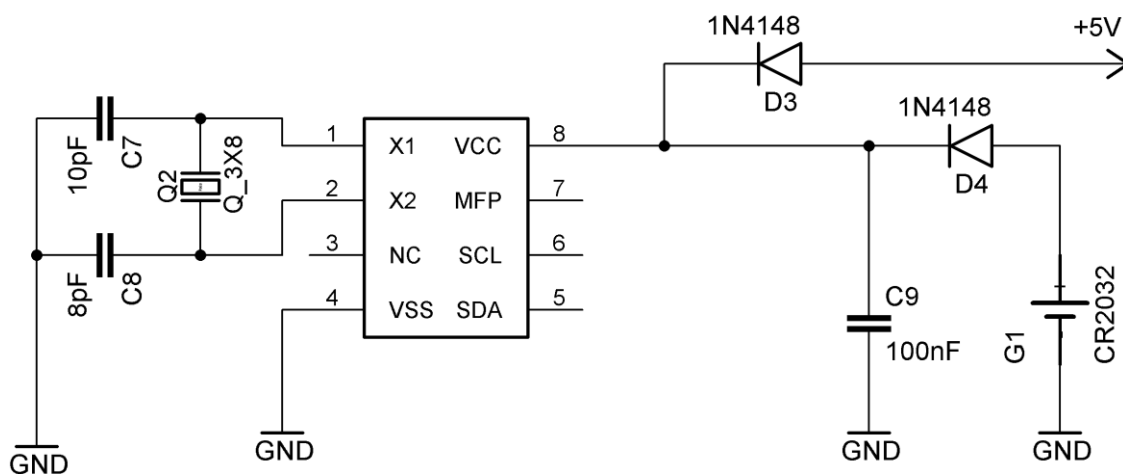 1N4148
D3
+5V
1N4148
D4
10pF
C7
Q2
Q_3X8
8pF
C8
1
X1
VCC
8
2
X2
MFP
7
3
NC
SCL
6
4
VSS
SDA
5
C9
100nF
+
G1
CR2032
GND
GND
GND
GND